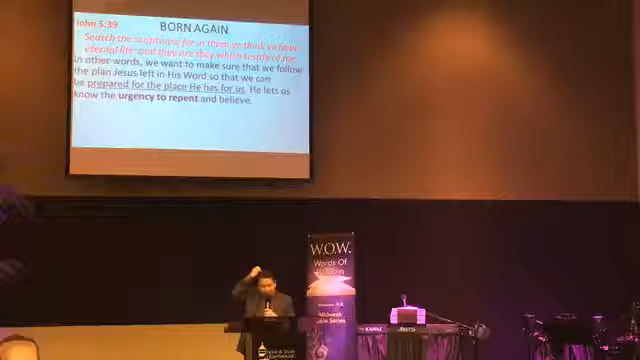 John 5:39 BORN AGAIN
Search the scriptures; for in them ye think ye have
eternal life: and they are they which testify of me.
In other words, we want to make sure that we follow
the plan Jesus left in His Word so that we can
be prepared for the place He has for us. He lets us
know the urgency to repent and believe.
W.O.W.
Words Of
Midweek
Series